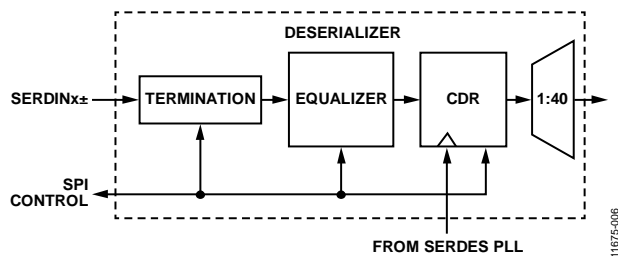 DESERIALIZER
SERDINx±
TERMINATION
EQUALIZER
CDR
1:40
SPI
CONTROL
FROM SERDES PLL
11675-006